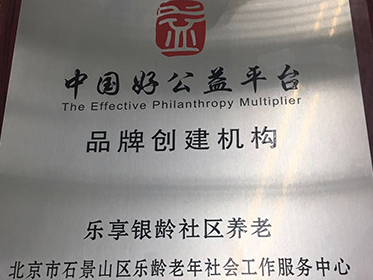 益
中国好公益平台
The Effective Philanthropy Multiplier
品牌创建机构
乐享银龄社区养老
北京市石景山区乐龄老年社会工作服务中心